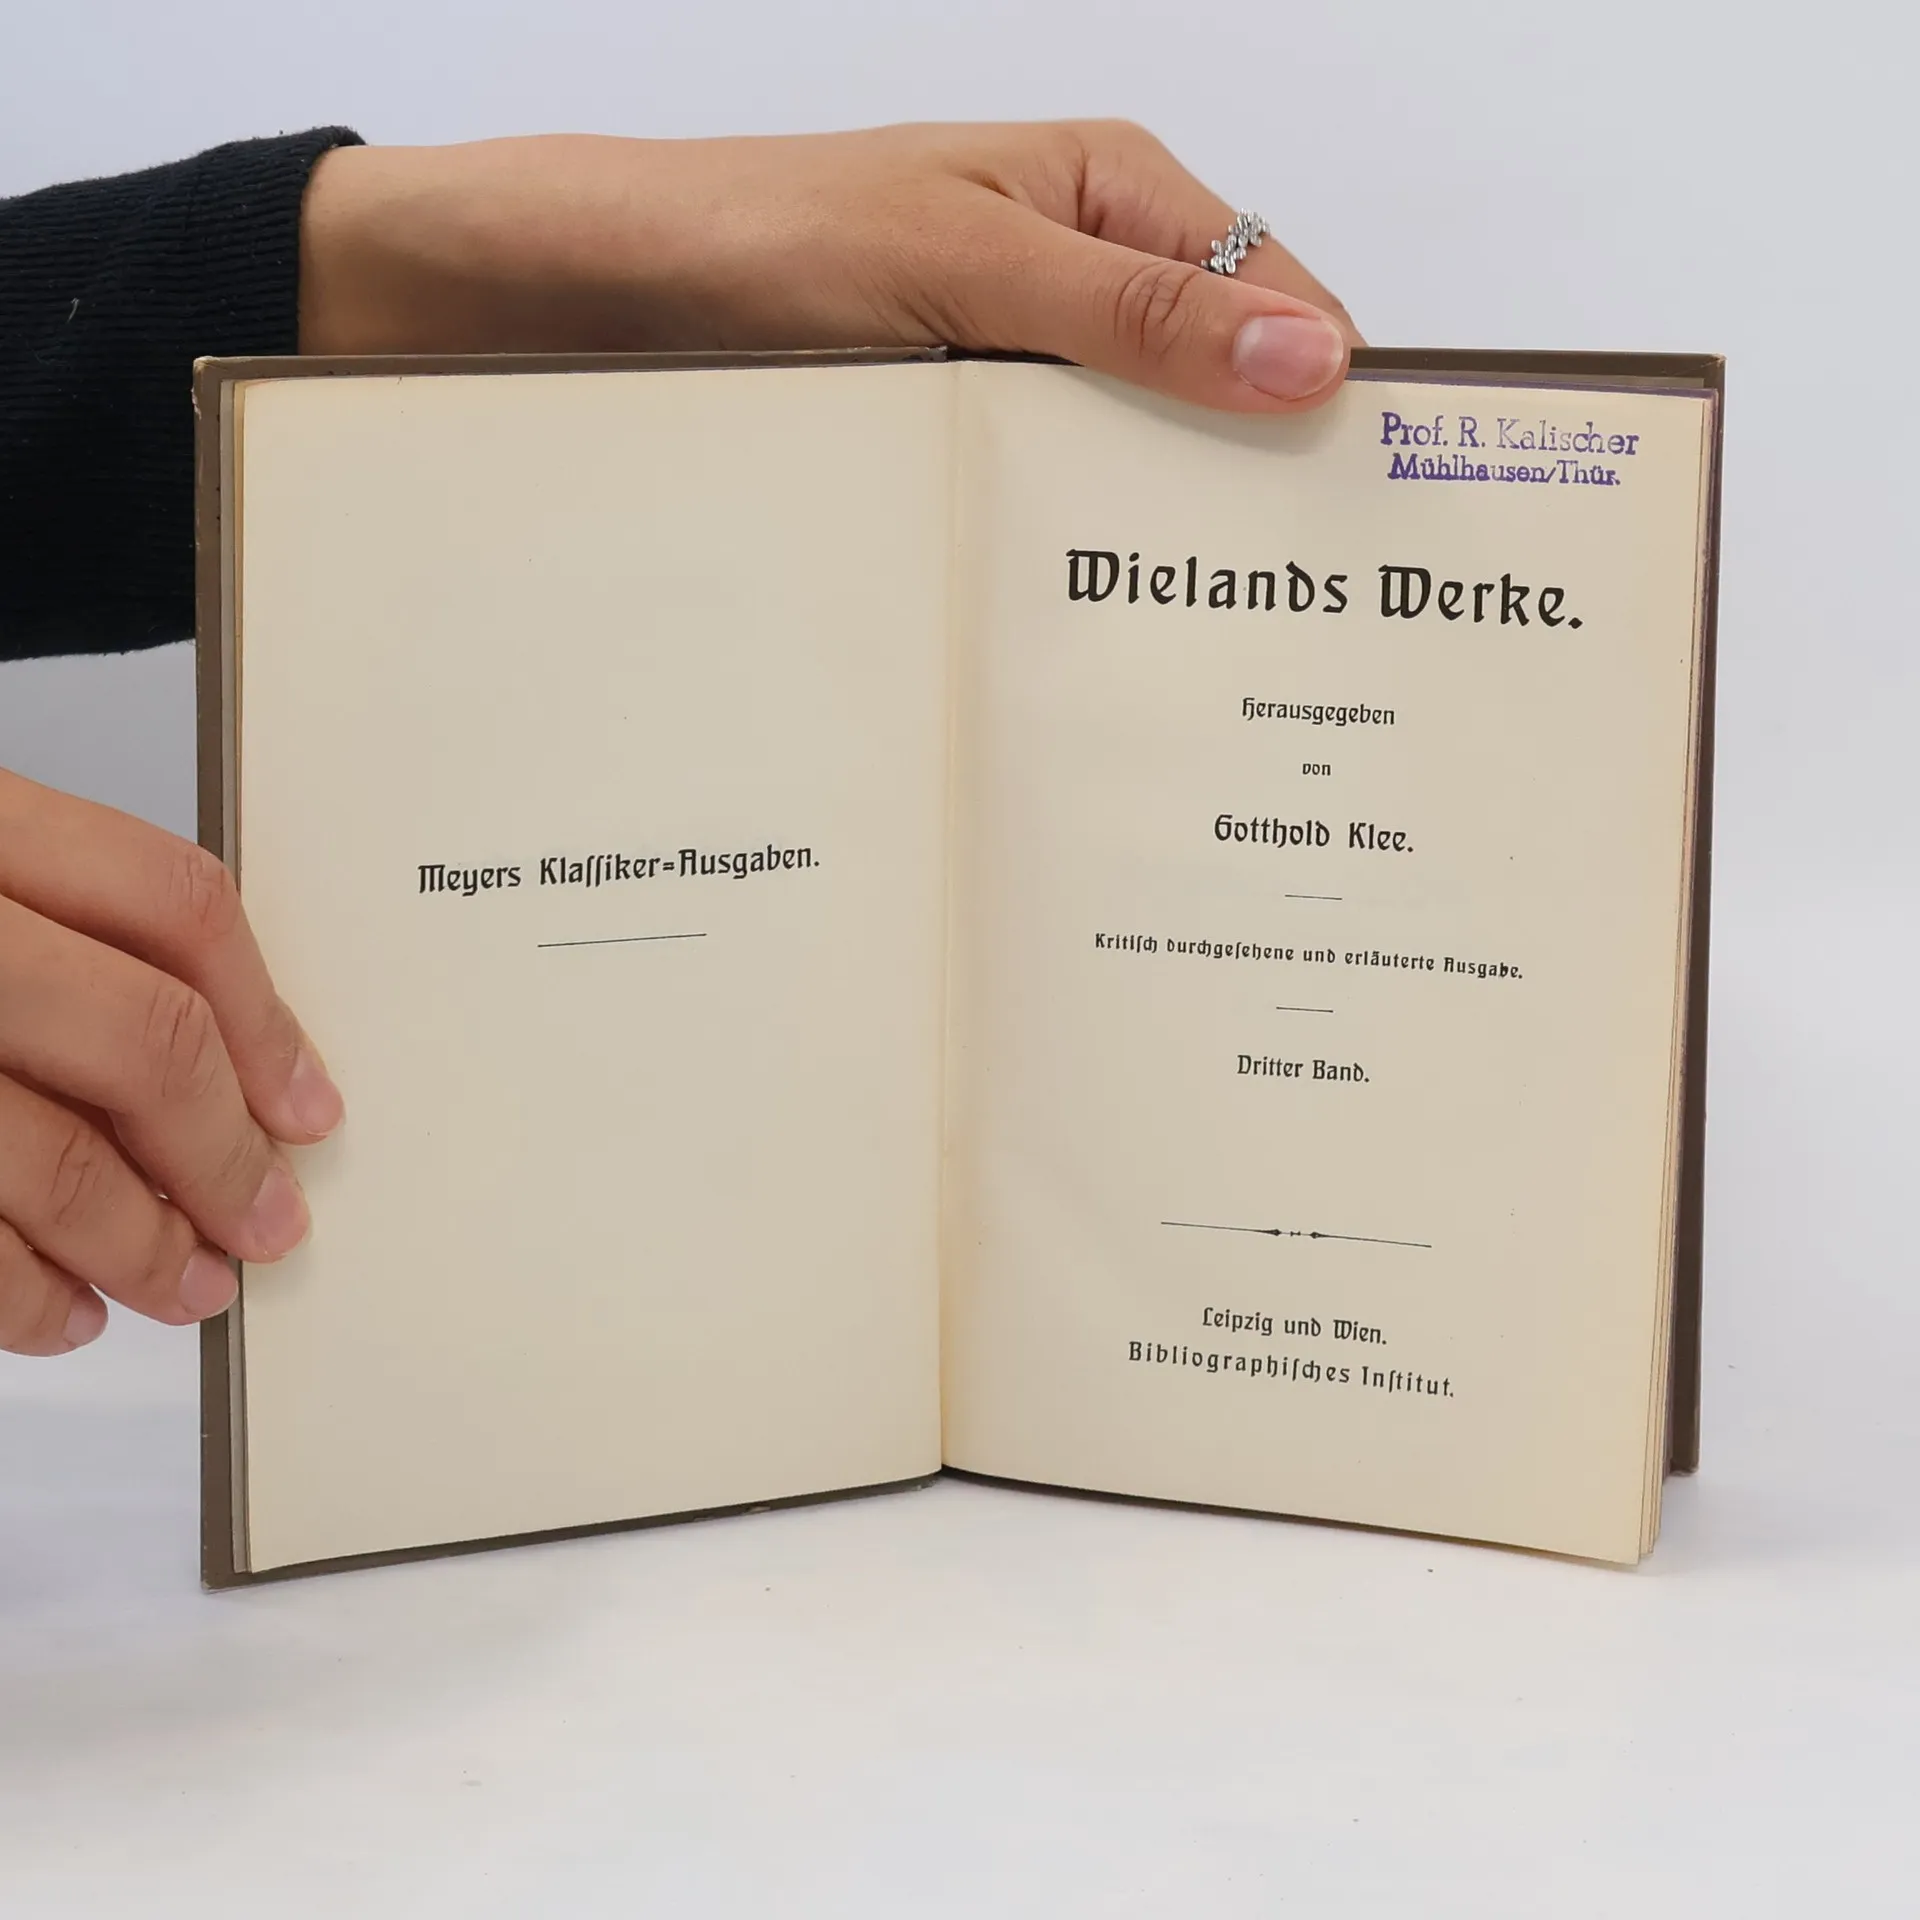 Meyers Klaſſiker=Ausgaben.
Prof. R. Kalischer
Mühlhausen/Thür.
Wielands Werke.
Herausgegeben
von
Gotthold Klee.
Kritiſch durchgeſehene und erläuterte Ausgabe.
Dritter Band.
Leipzig und Wien.
Bibliographiſches Inſtitut.